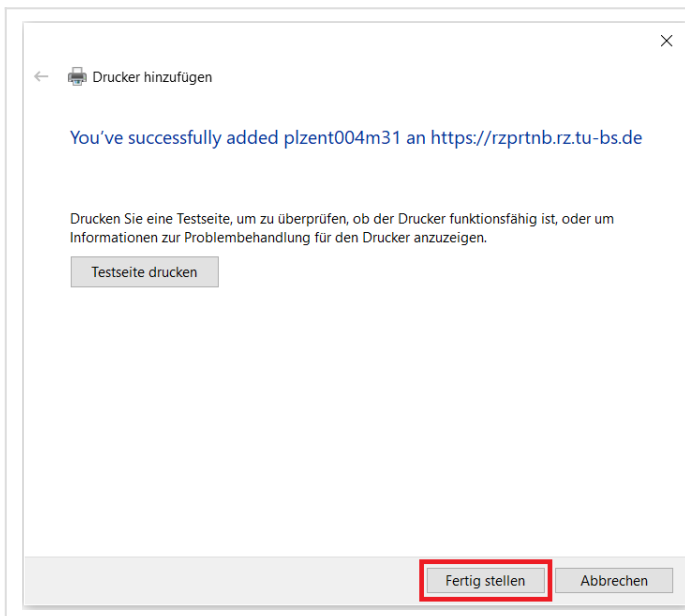 Drucker hinzufügen
You've successfully added plzent004m31 an https://rzprtnb.rz.tu-bs.de
Drucken Sie eine Testseite, um zu überprüfen, ob der Drucker funktionsfähig ist, oder um
Informationen zur Problembehandlung für den Drucker anzuzeigen.
Testseite drucken
Fertig stellen
Abbrechen